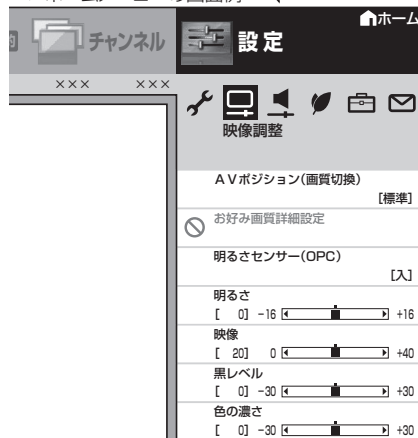 ホーム
チャンネル
設定
××× ×××
映像調整
AVポジション(画質切換)
[標準]
お好み画質詳細設定
明るさセンサー(OPC)
[入]
明るさ
[ 0] -16 +16
映像
[ 20] 0 +40
黒レベル
[ 0] -30 +30
色の濃さ
[ 0] -30 +30